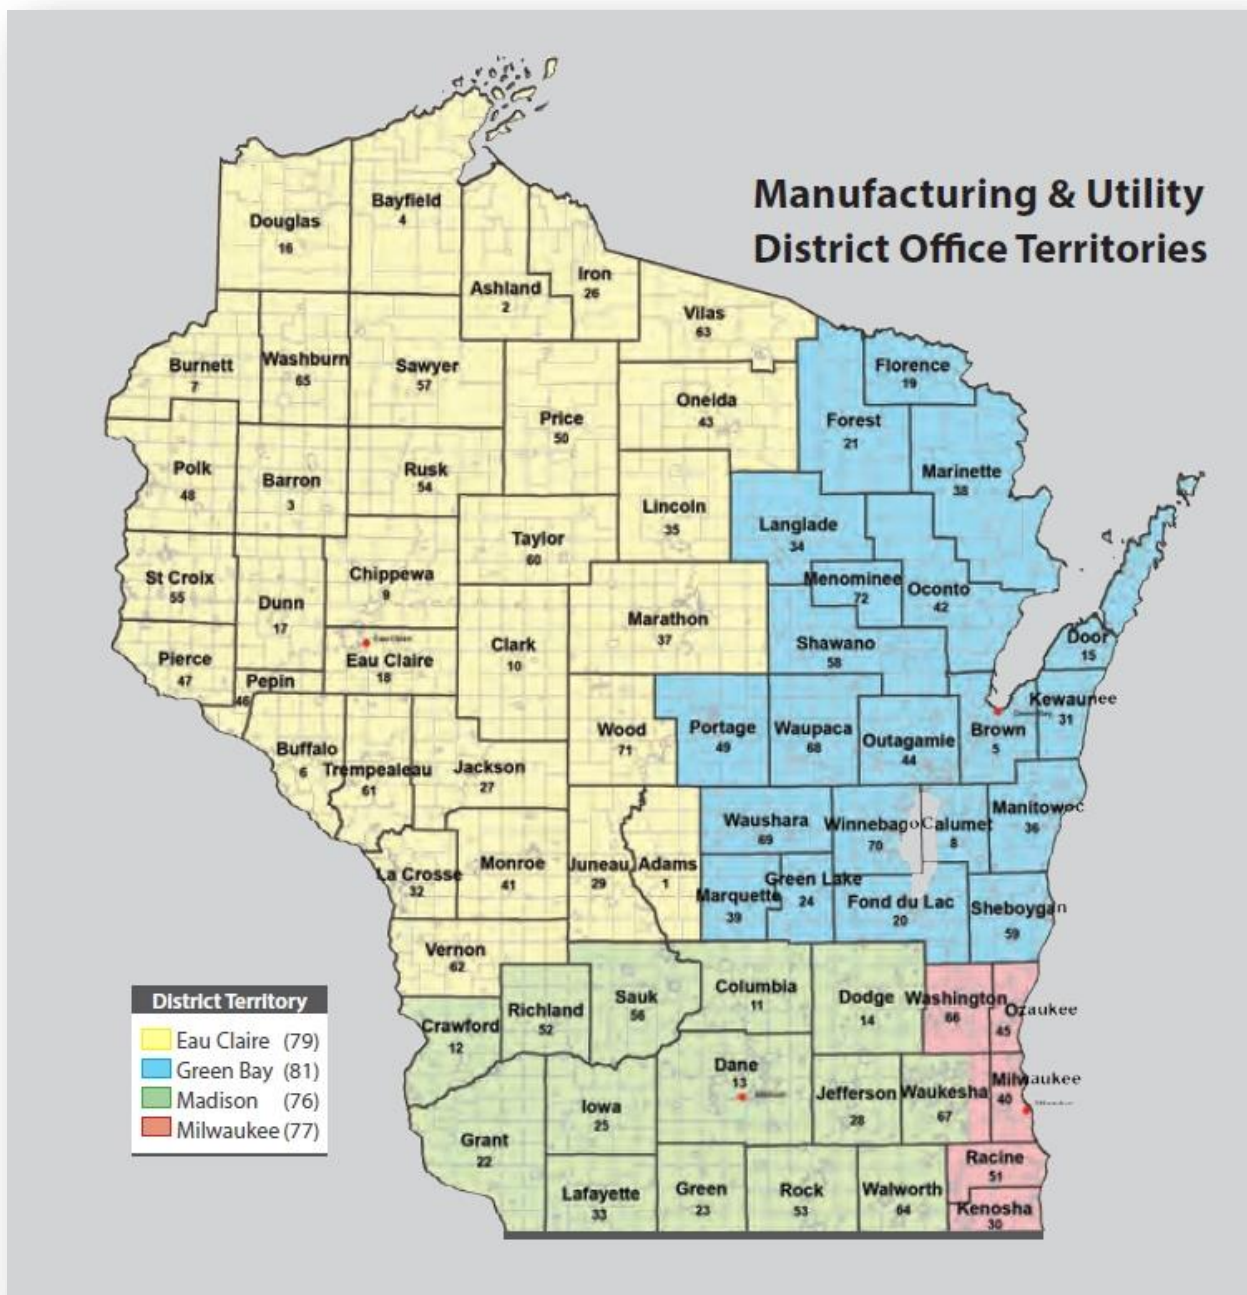 Manufacturing & Utility
District Office Territories
Bayfield
4
Douglas
16
Iron
26
Ashland
2
Vilas
63
Washburn
65
Burnett
7
Sawyer
57
Florence
19
Oneida
43
Price
50
Forest
21
Polk
48
Barron
3
Rusk
54
Marinette
38
Lincoln
35
Langlade
34
Taylor
60
St Croix
55
Chippewa
9
Menominee
72
Oconto
42
Dunn
17
Marathon
37
Eau Claire
Door
15
Clark
10
Shawano
58
Pierce
47
Eau Claire
18
Pepin
46
Kewaunee
31
Wood
71
Portage
49
Waupaca
68
Outagamie
44
Brown
5
Buffalo
6
Trempealeau
61
Jackson
27
Manitowoc
36
Waushara
69
Winnebago
70
Calumet
8
La Crosse
32
Monroe
41
Juneau
29
Adams
1
Marquette
39
Green Lake
24
Fond du Lac
20
Sheboygan
59
Vernon
62
Columbia
11
Sauk
56
Richland
52
Dodge
14
Washington
66
Ozaukee
45
Crawford
12
Dane
13
Jefferson
28
Waukesha
67
Milwaukee
40
Iowa
25
Grant
22
Racine
51
Lafayette
33
Green
23
Rock
53
Walworth
64
Kenosha
30
District Territory
Eau Claire (79)
Green Bay (81)
Madison (76)
Milwaukee (77)